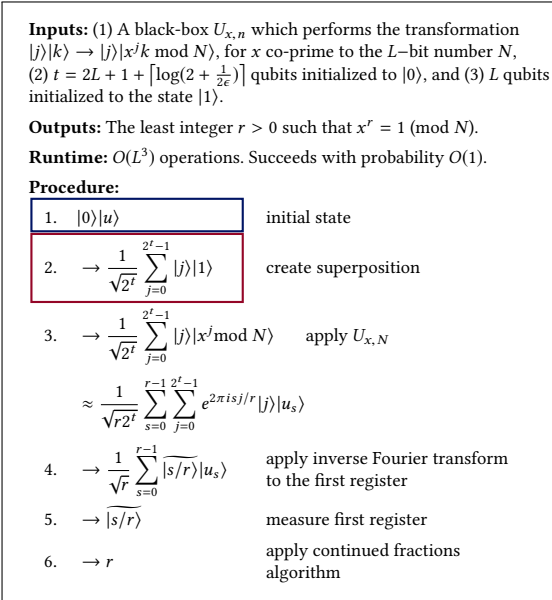 Inputs: (1) A black-box U_{x,n} which performs the transformation
|j⟩|k⟩ → |j⟩|x^j k mod N⟩, for x co-prime to the L−bit number N,
(2) t = 2L + 1 + ⌈log(2 + 1/(2ϵ))⌉ qubits initialized to |0⟩, and (3) L qubits
initialized to the state |1⟩.
Outputs: The least integer r > 0 such that x^r = 1 (mod N).
Runtime: O(L^3) operations. Succeeds with probability O(1).
Procedure:
1. |0⟩|u⟩ initial state
2. → 1/√(2^t) ∑_{j=0}^{2^t−1} |j⟩|1⟩ create superposition
3. → 1/√(2^t) ∑_{j=0}^{2^t−1} |j⟩|x^j mod N⟩ apply U_{x,N}
≈ 1/√(r2^t) ∑_{s=0}^{r−1} ∑_{j=0}^{2^t−1} e^{2πisj/r} |j⟩|u_s⟩
4. → 1/√r ∑_{s=0}^{r−1} \widetilde{|s/r⟩}|u_s⟩ apply inverse Fourier transform
to the first register
5. → \widetilde{|s/r⟩} measure first register
6. → r apply continued fractions
algorithm